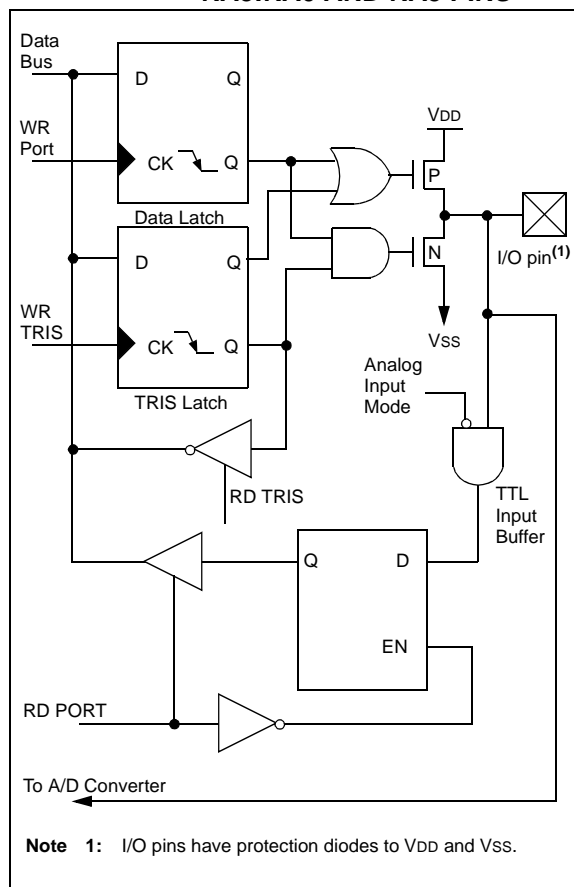 RA3:RA0 AND RA5 PINS
Data
Bus
D
Q
VDD
WR
Port
CK
Q
P
Data Latch
D
Q
N
I/O pin(1)
WR
TRIS
CK
Q
VSS
Analog
Input
Mode
TRIS Latch
RD TRIS
TTL
Input
Buffer
Q
D
EN
RD PORT
To A/D Converter
Note 1: I/O pins have protection diodes to VDD and VSS.